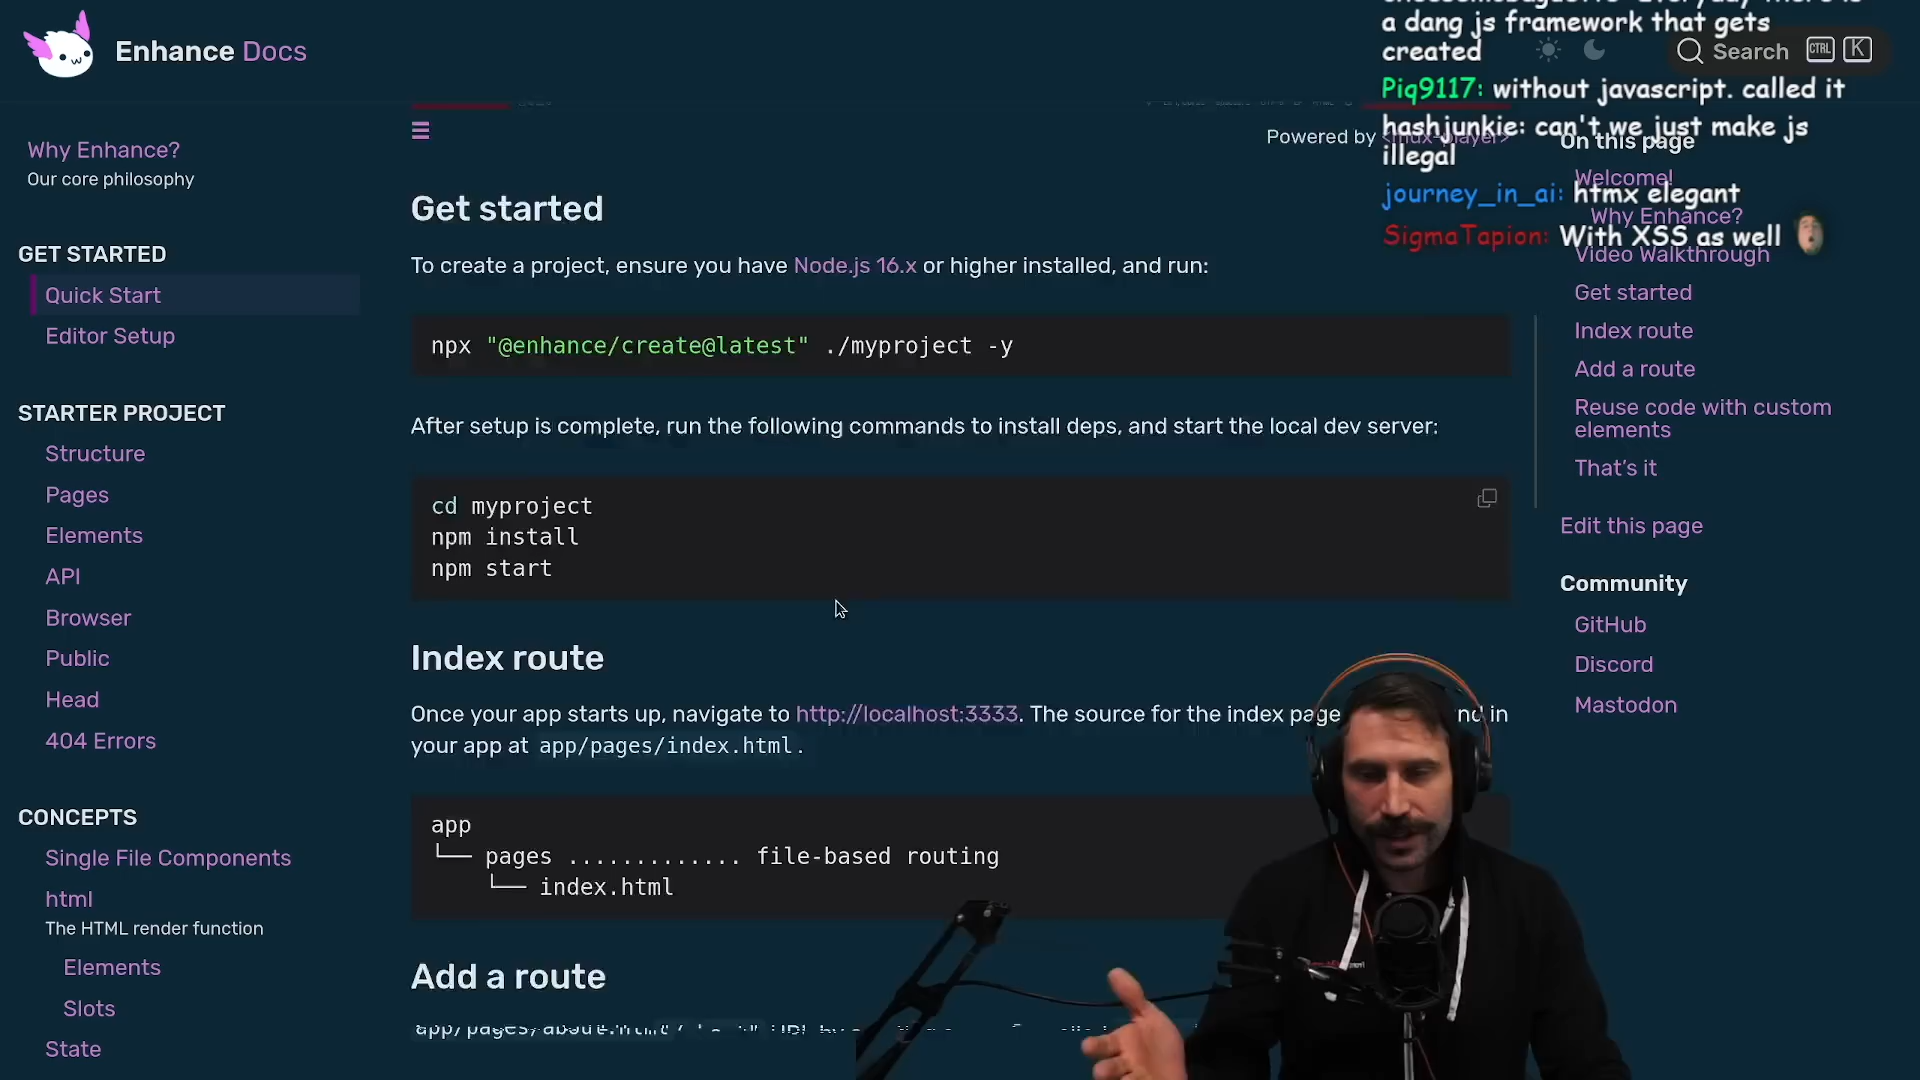 Enhance Docs
Search CTRL K
Why Enhance?
Our core philosophy
GET STARTED
Quick Start
Editor Setup
STARTER PROJECT
Structure
Pages
Elements
API
Browser
Public
Head
404 Errors
CONCEPTS
Single File Components
html
The HTML render function
Elements
Slots
State
Powered by <mux-player>
Get started
To create a project, ensure you have Node.js 16.x or higher installed, and run:
npx "@enhance/create@latest" ./myproject -y
After setup is complete, run the following commands to install deps, and start the local dev server:
cd myproject
npm install
npm start
Index route
Once your app starts up, navigate to http://localhost:3333. The source for the index page in
your app at app/pages/index.html.
app
└── pages ............. file-based routing
└── index.html
Add a route
a dang js framework that gets
created
Piq9117: without javascript. called it
hashjunkie: can't we just make js
illegal
journey_in_ai: htmx elegant
SigmaTapion: With XSS as well
On this page
Welcome!
Why Enhance?
Video Walkthrough
Get started
Index route
Add a route
Reuse code with custom
elements
That's it
Edit this page
Community
GitHub
Discord
Mastodon